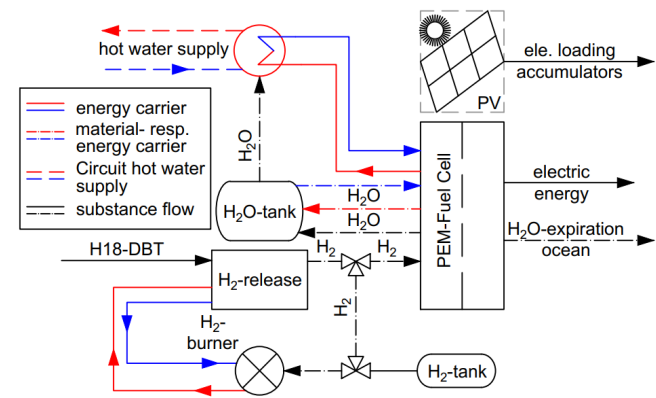 hot water supply
ele. loading
accumulators
PV
energy carrier
material- resp.
energy carrier
Circuit hot water
supply
substance flow
H₂O
H₂O-tank
H₂O
H₂O
PEM-Fuel Cell
electric
energy
H₂O-expiration
ocean
H18-DBT
H₂-release
H₂
H₂
H₂
H₂-
burner
H₂-tank